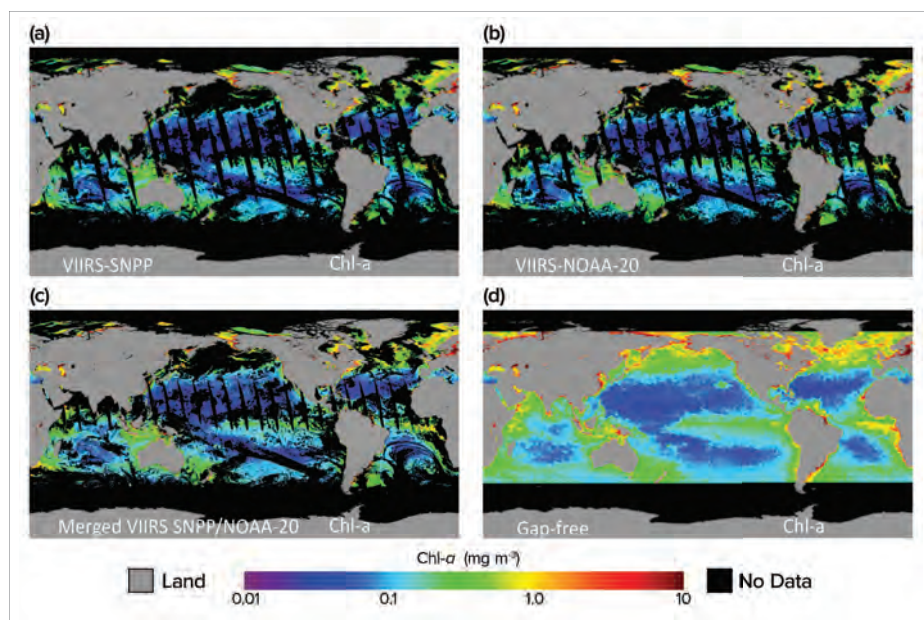 (a)
(b)
VIIRS-SNPP Chl-a
VIIRS-NOAA-20 Chl-a
(c)
(d)
Merged VIIRS SNPP/NOAA-20 Chl-a
Gap-free Chl-a
Chl-a (mg m⁻³)
Land
No Data
0.01 0.1 1.0 10